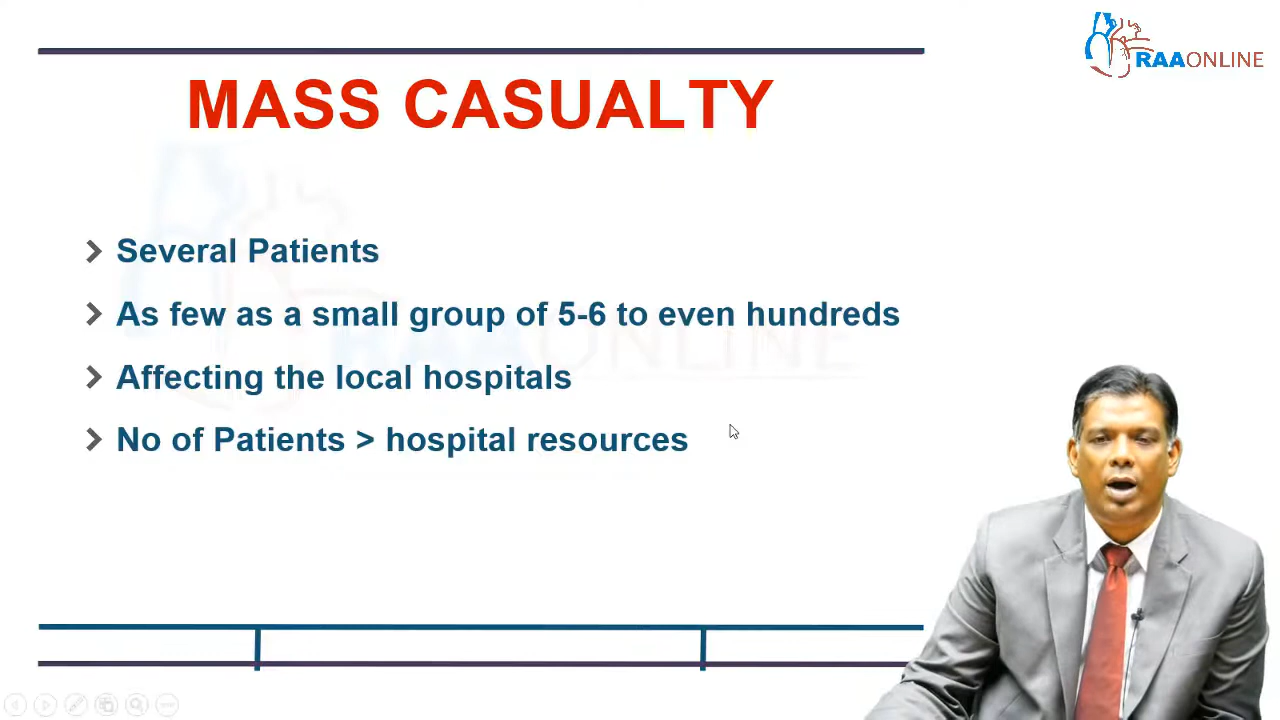 RAAONLINE
MASS CASUALTY
Several Patients
As few as a small group of 5-6 to even hundreds
Affecting the local hospitals
No of Patients > hospital resources
RAAONLINE